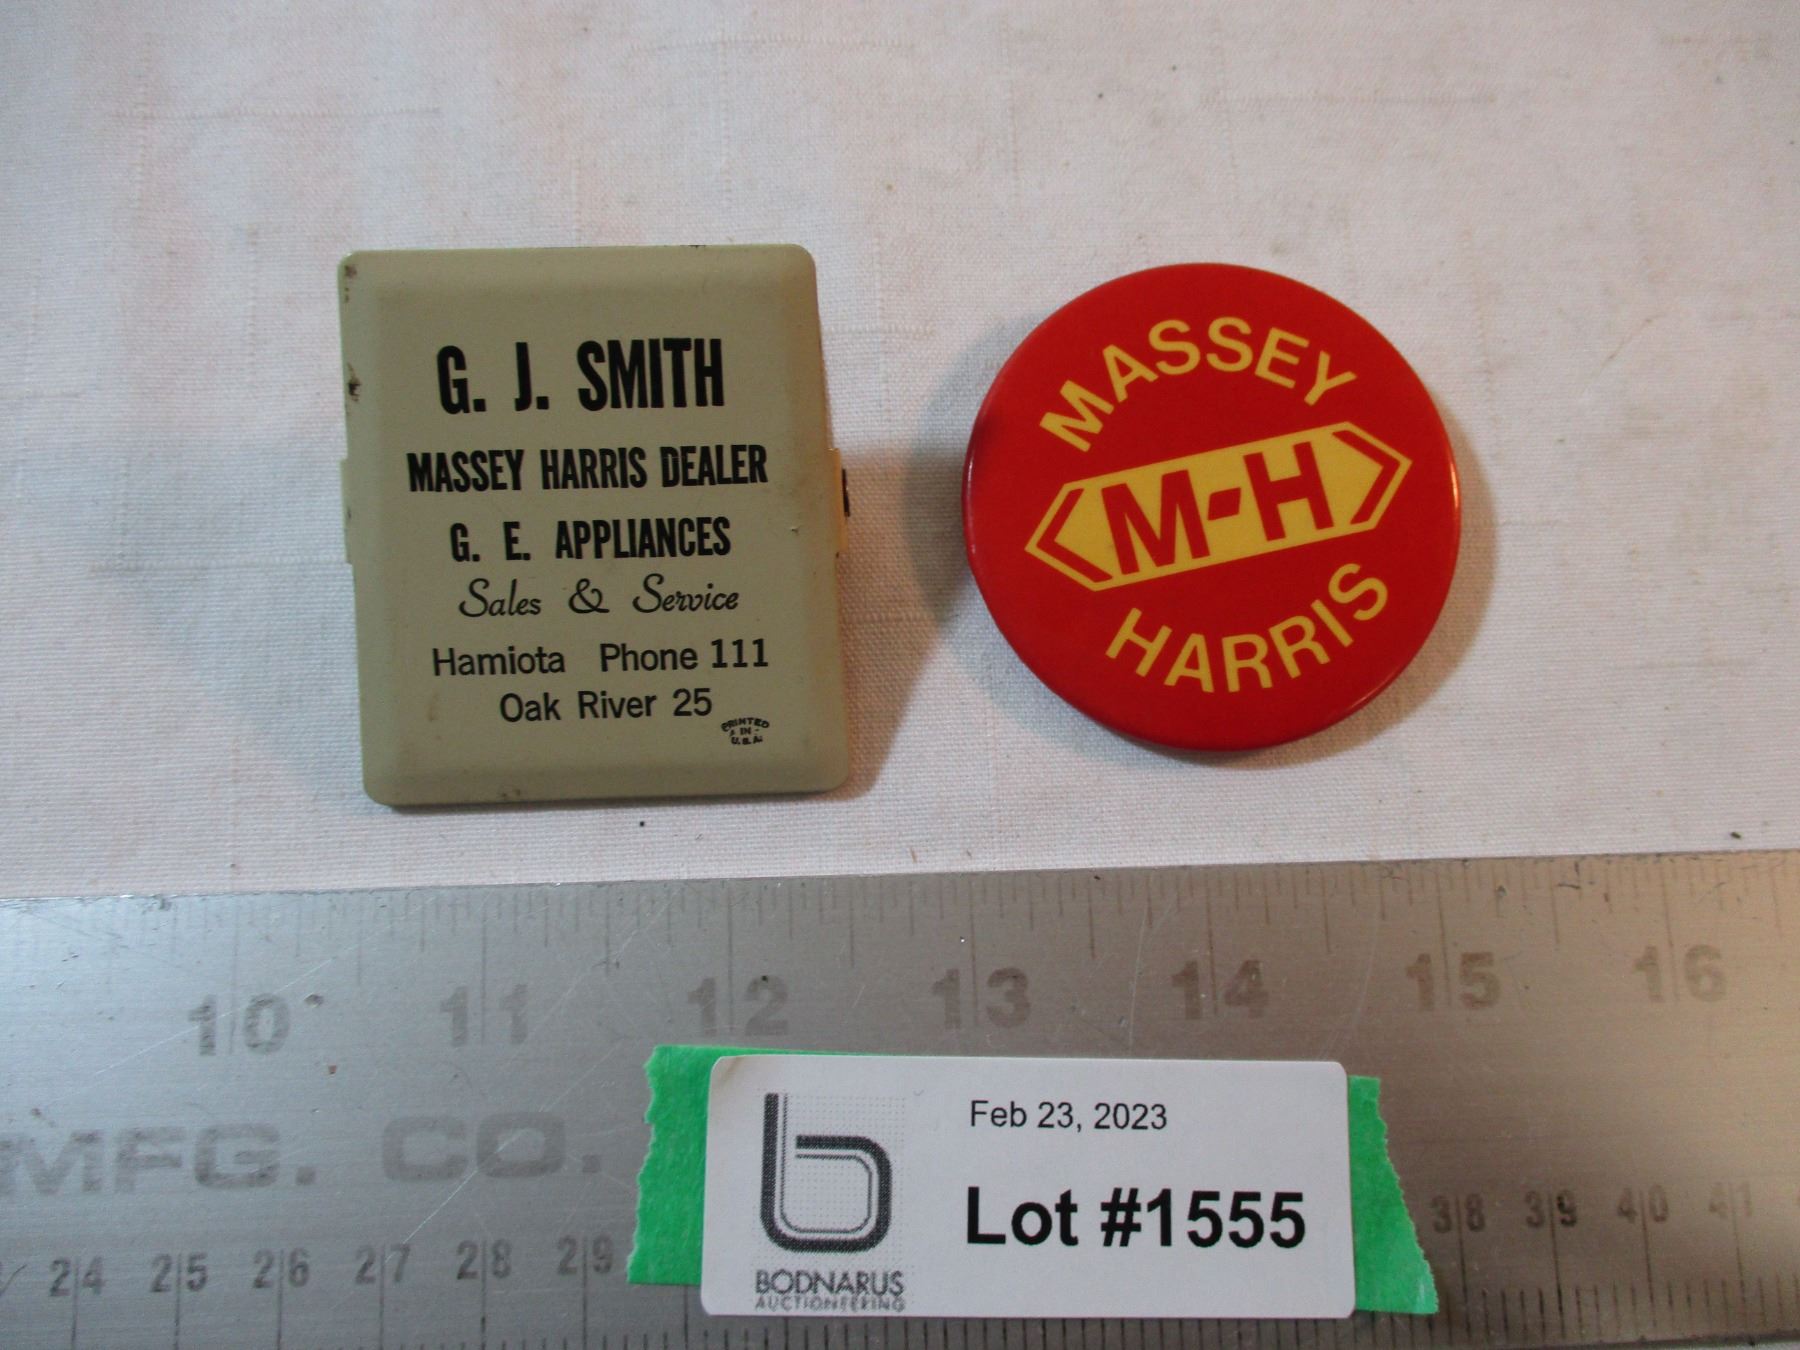 G. J. SMITH
MASSEY HARRIS DEALER
G. E. APPLIANCES
Sales & Service
Hamiota Phone 111
Oak River 25
PRINTED
IN
U.S.A.
MASSEY
M-H
HARRIS
10 11 12 13 14 15 16
MFG. CO.
24 25 26 27 28 29
38 39 40 41
Feb 23, 2023
Lot #1555
b
BODNARUS
AUCTIONEERING